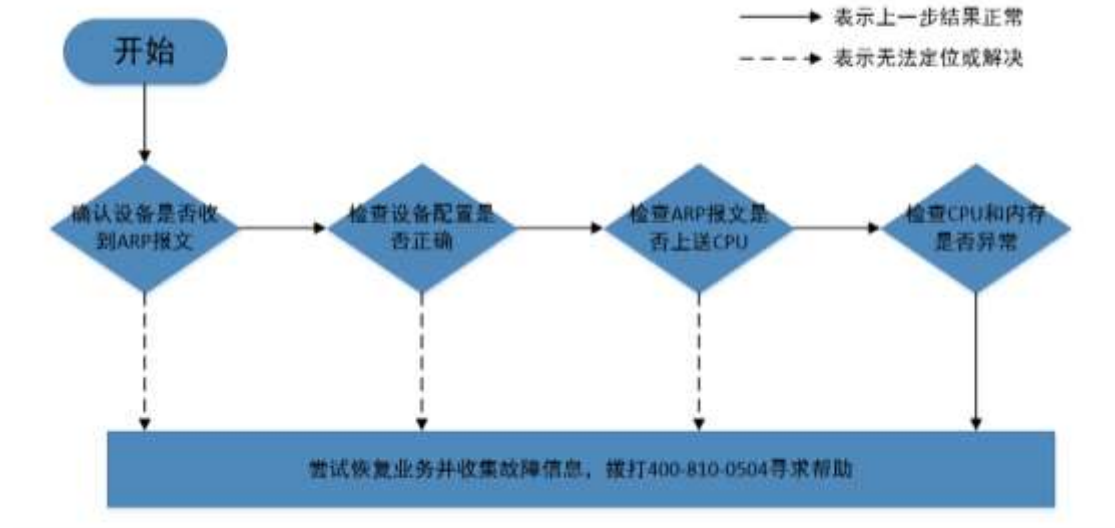 开始
表示上一步结果正常
表示无法定位或解决
确认设备是否收
到ARP报文
检查设备配置是
否正确
检查ARP报文是
否上送CPU
检查CPU和内存
是否异常
尝试恢复业务并收集故障信息，拨打400-810-0504寻求帮助